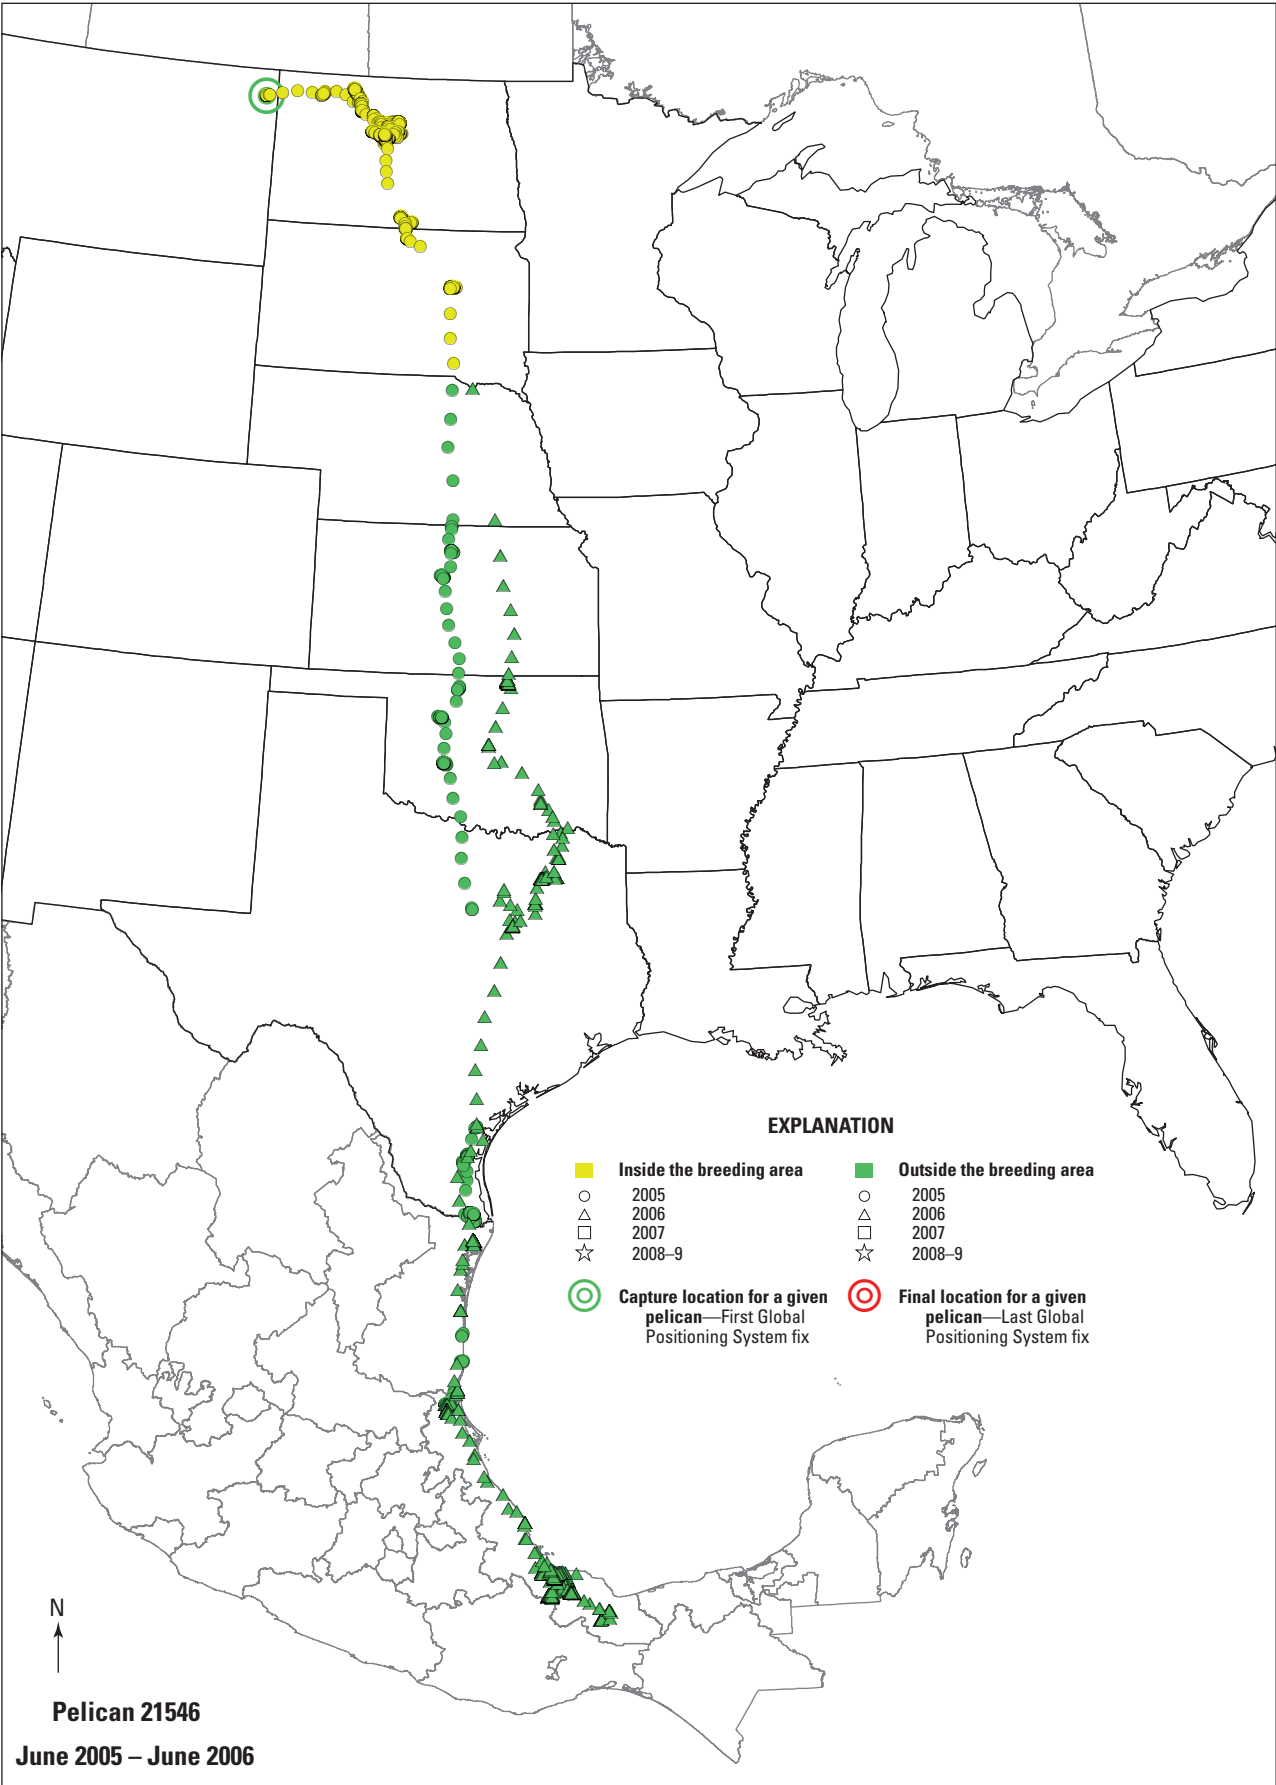 EXPLANATION
Inside the breeding area
2005
2006
2007
2008–9
Capture location for a given
pelican—First Global
Positioning System fix
Outside the breeding area
2005
2006
2007
2008–9
Final location for a given
pelican—Last Global
Positioning System fix
N
Pelican 21546
June 2005 – June 2006